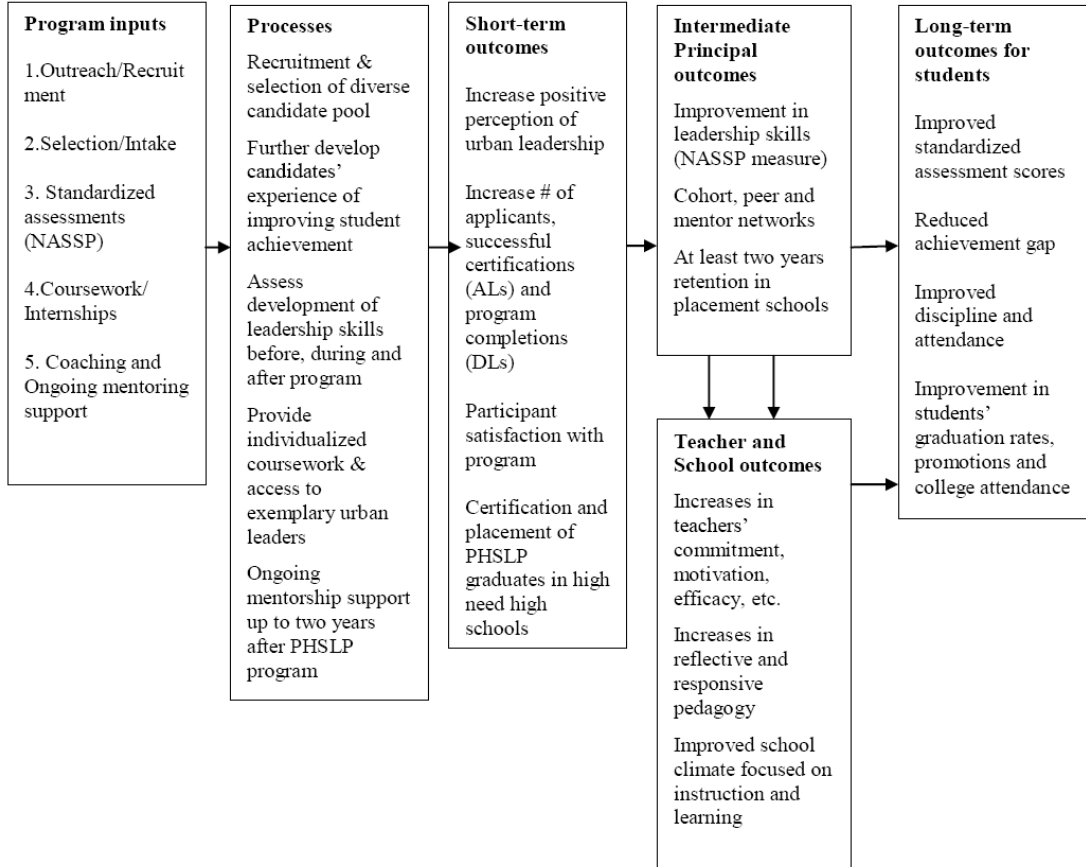 Program inputs
1.Outreach/Recruit
ment
2.Selection/Intake
3. Standardized
assessments
(NASSP)
4.Coursework/
Internships
5. Coaching and
Ongoing mentoring
support
Processes
Recruitment &
selection of diverse
candidate pool
Further develop
candidates’
experience of
improving student
achievement
Assess
development of
leadership skills
before, during and
after program
Provide
individualized
coursework &
access to
exemplary urban
leaders
Ongoing
mentorship support
up to two years
after PHSLP
program
Short-term
outcomes
Increase positive
perception of
urban leadership
Increase # of
applicants,
successful
certifications
(ALs) and
program
completions
(DLs)
Participant
satisfaction with
program
Certification and
placement of
PHSLP
graduates in high
need high
schools
Intermediate
Principal
outcomes
Improvement in
leadership skills
(NASSP measure)
Cohort, peer and
mentor networks
At least two years
retention in
placement schools
Teacher and
School outcomes
Increases in
teachers’
commitment,
motivation,
efficacy, etc.
Increases in
reflective and
responsive
pedagogy
Improved school
climate focused on
instruction and
learning
Long-term
outcomes for
students
Improved
standardized
assessment scores
Reduced
achievement gap
Improved
discipline and
attendance
Improvement in
students’
graduation rates,
promotions and
college attendance